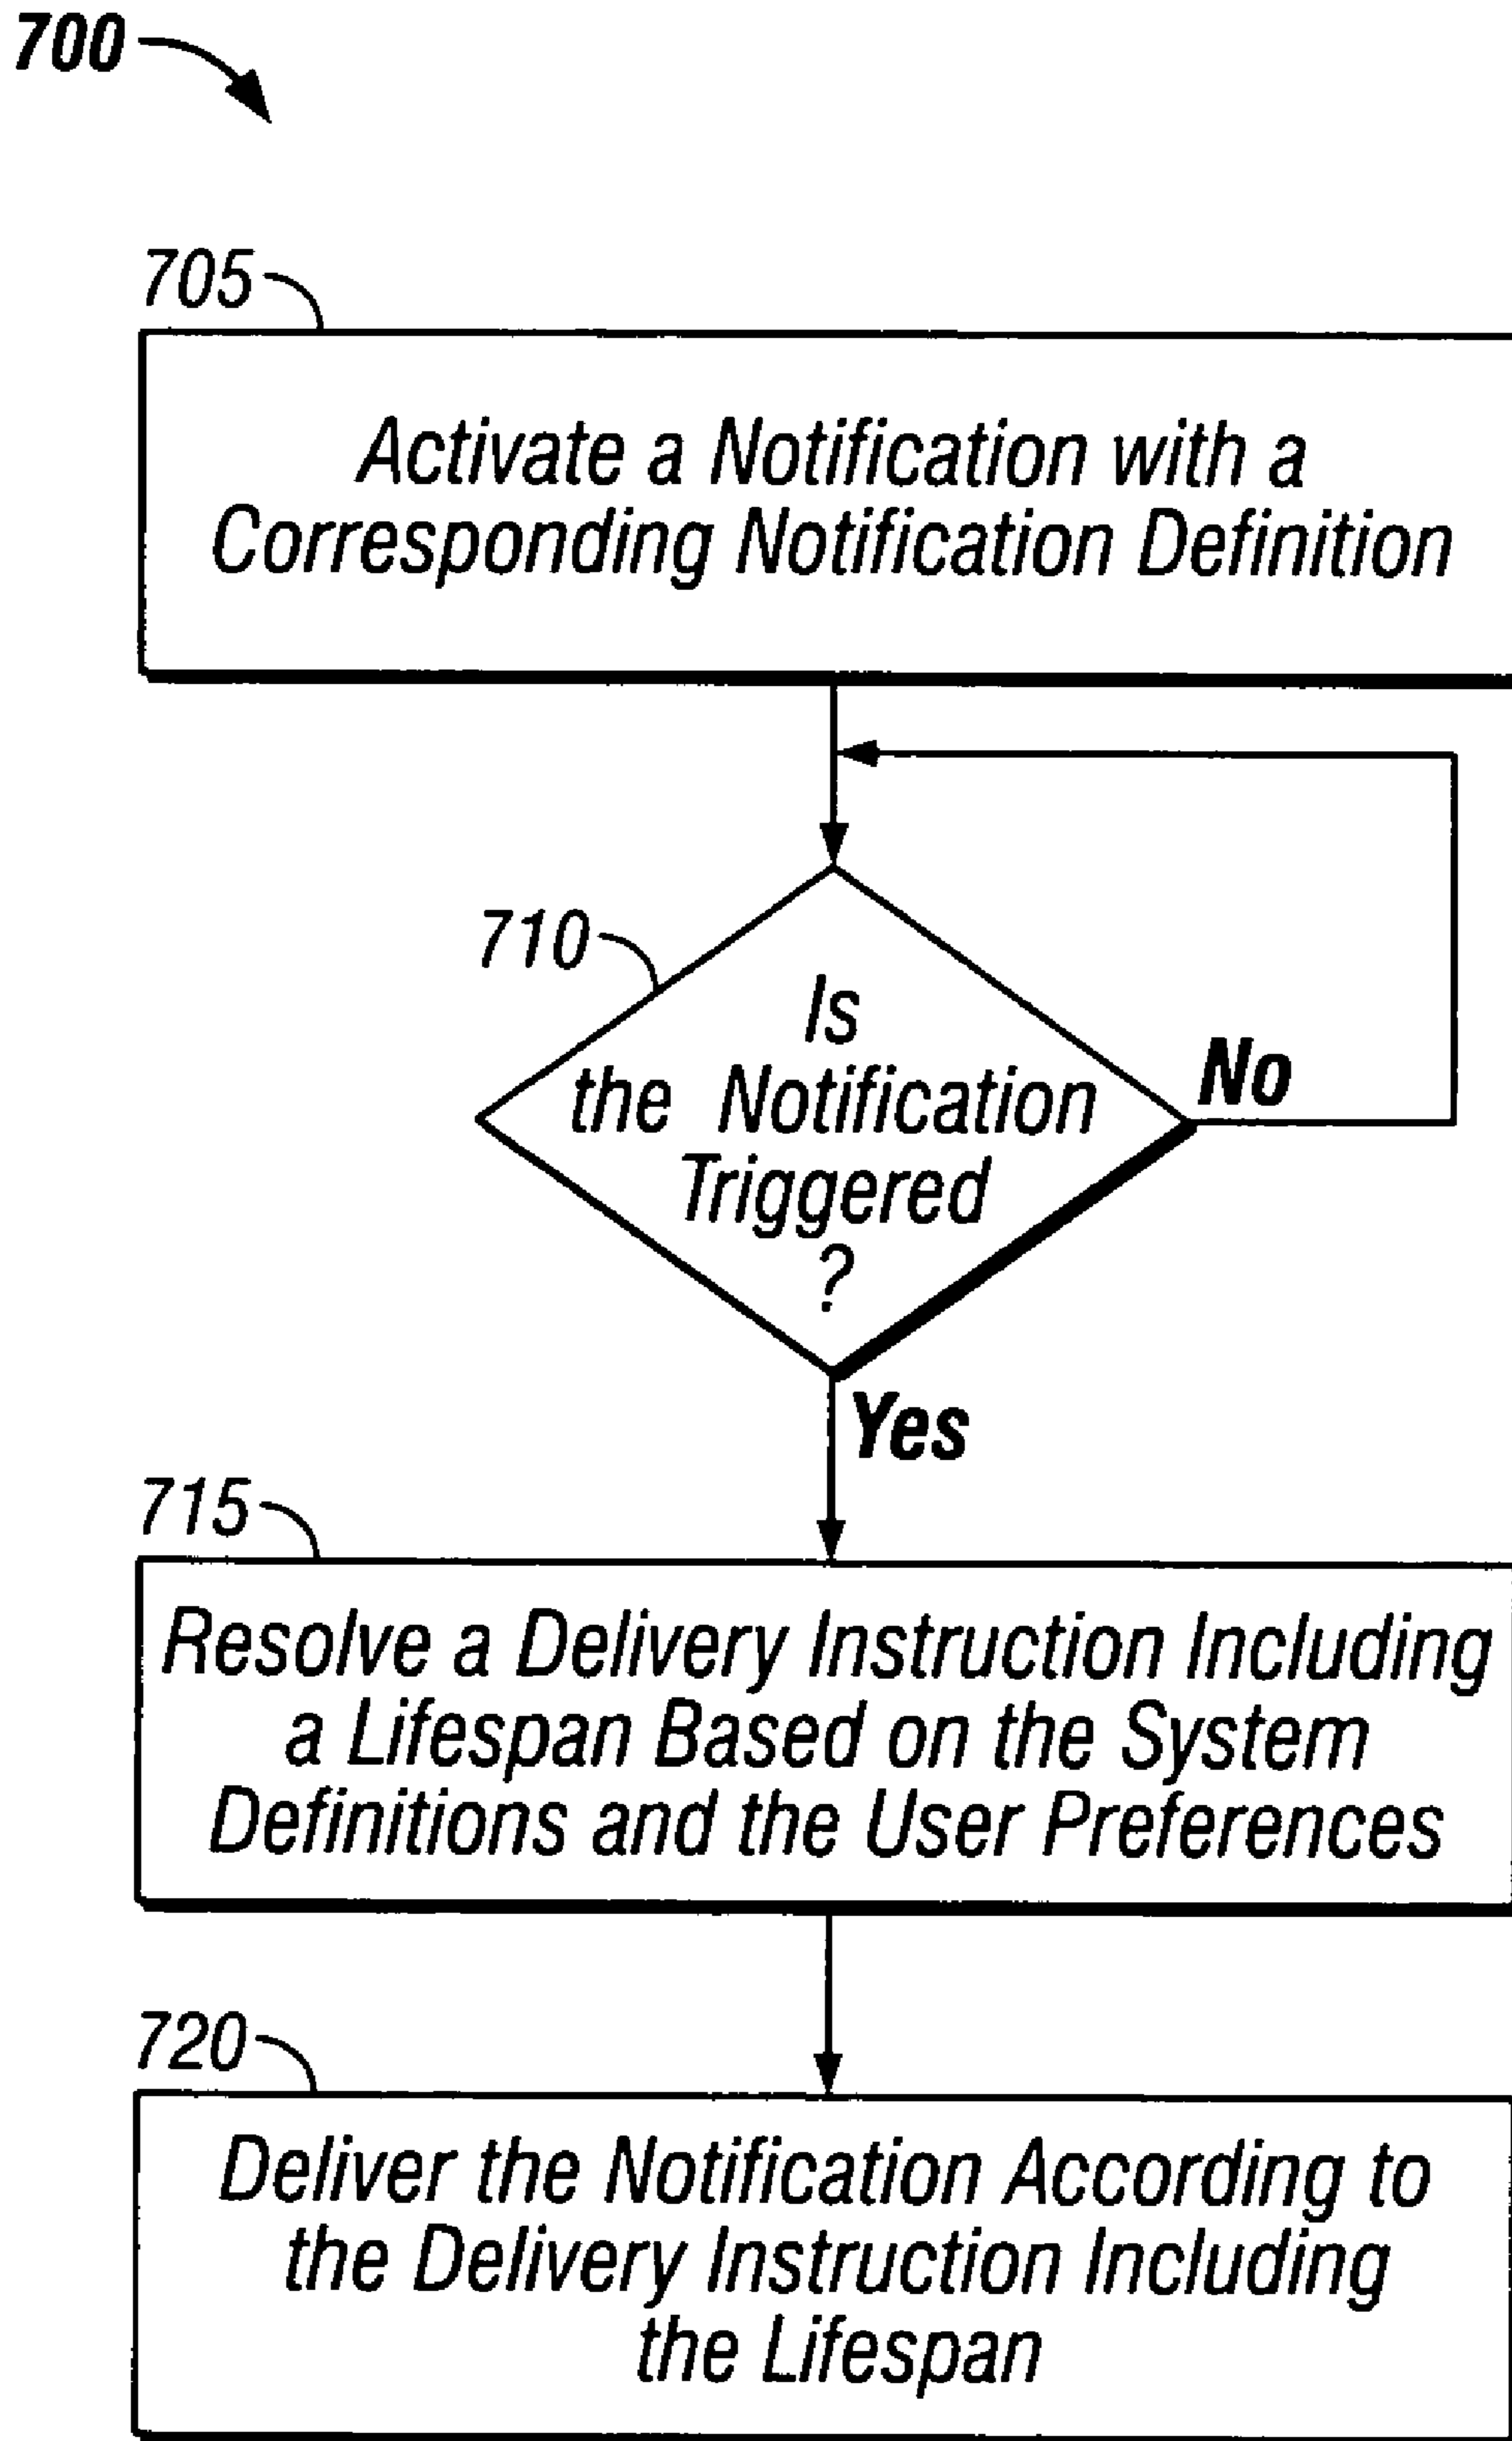 700
705
Activate a Notification with a
Corresponding Notification Definition
710
Is
the Notification
Triggered
?
No
Yes
715
Resolve a Delivery Instruction Including
a Lifespan Based on the System
Definitions and the User Preferences
720
Deliver the Notification According to
the Delivery Instruction Including
the Lifespan